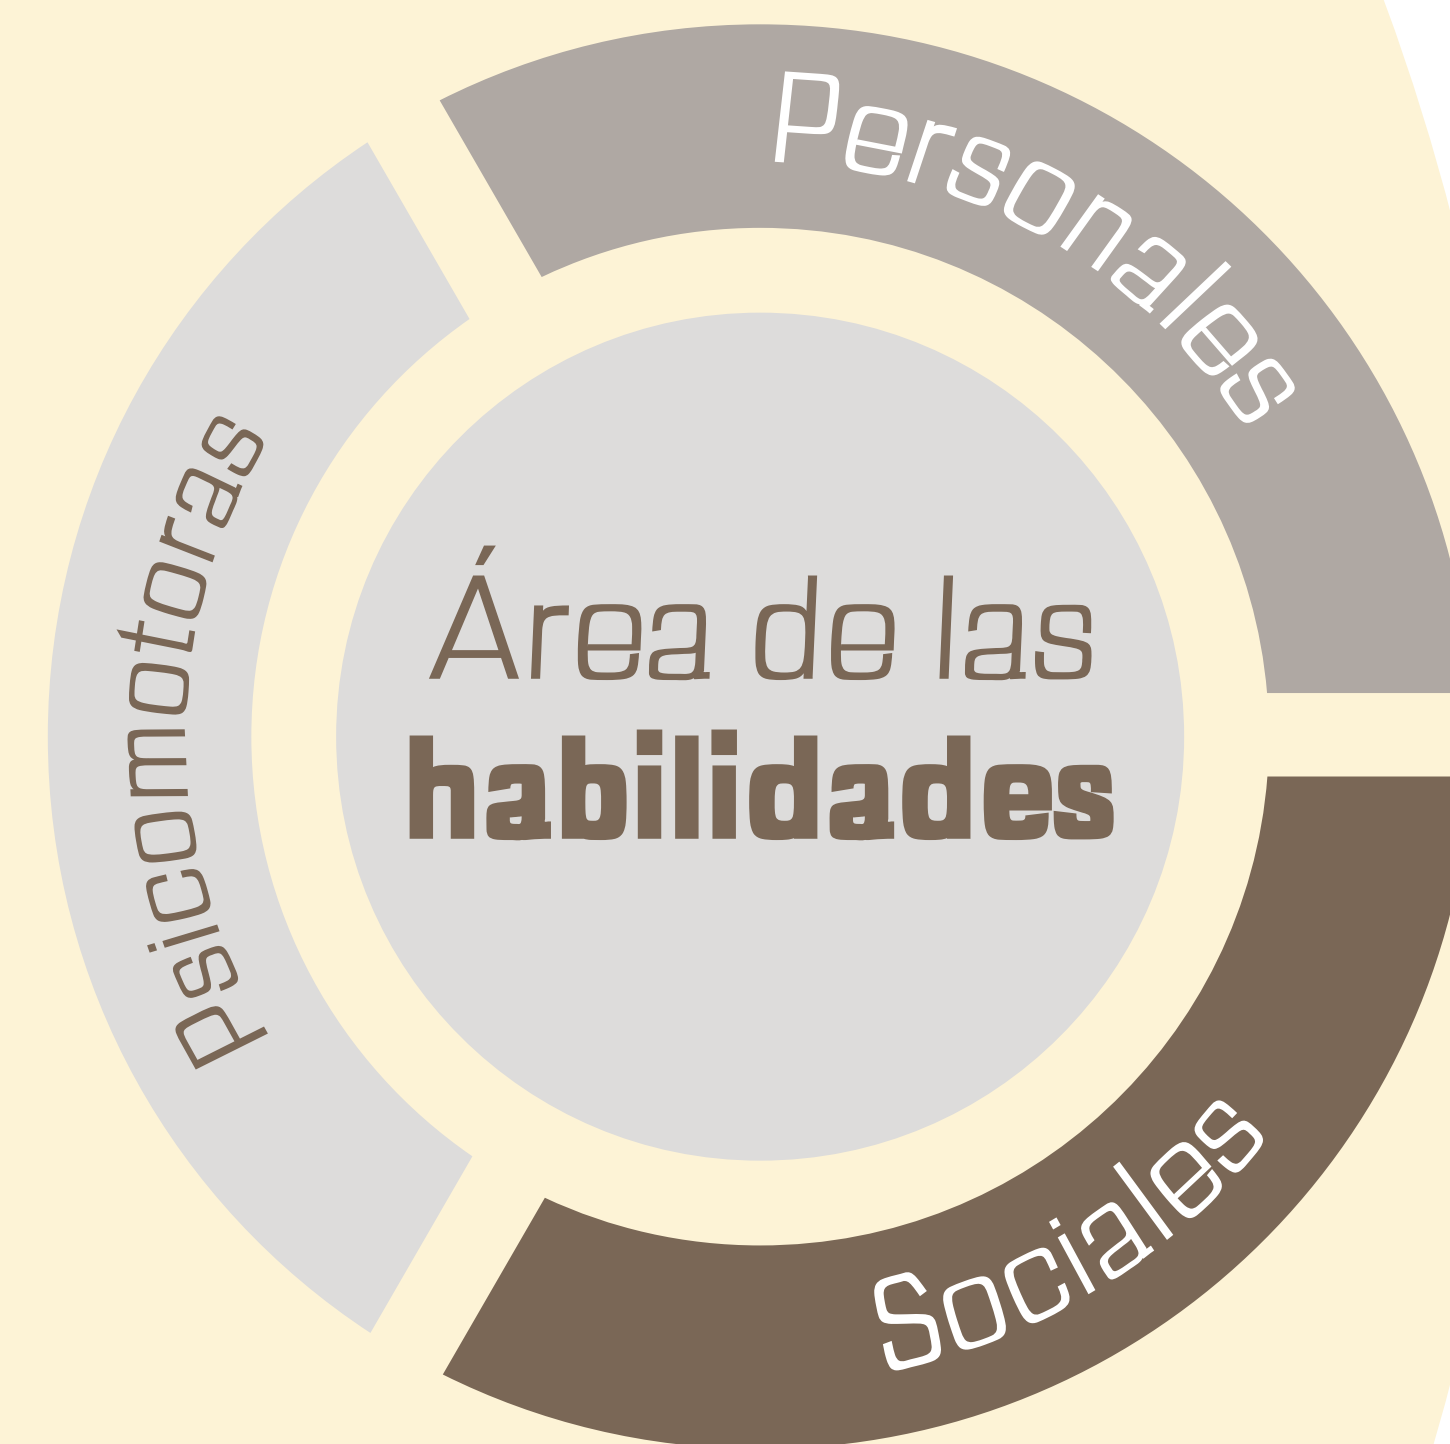 Personales
Psicomotoras
Área de las
habilidades
Sociales